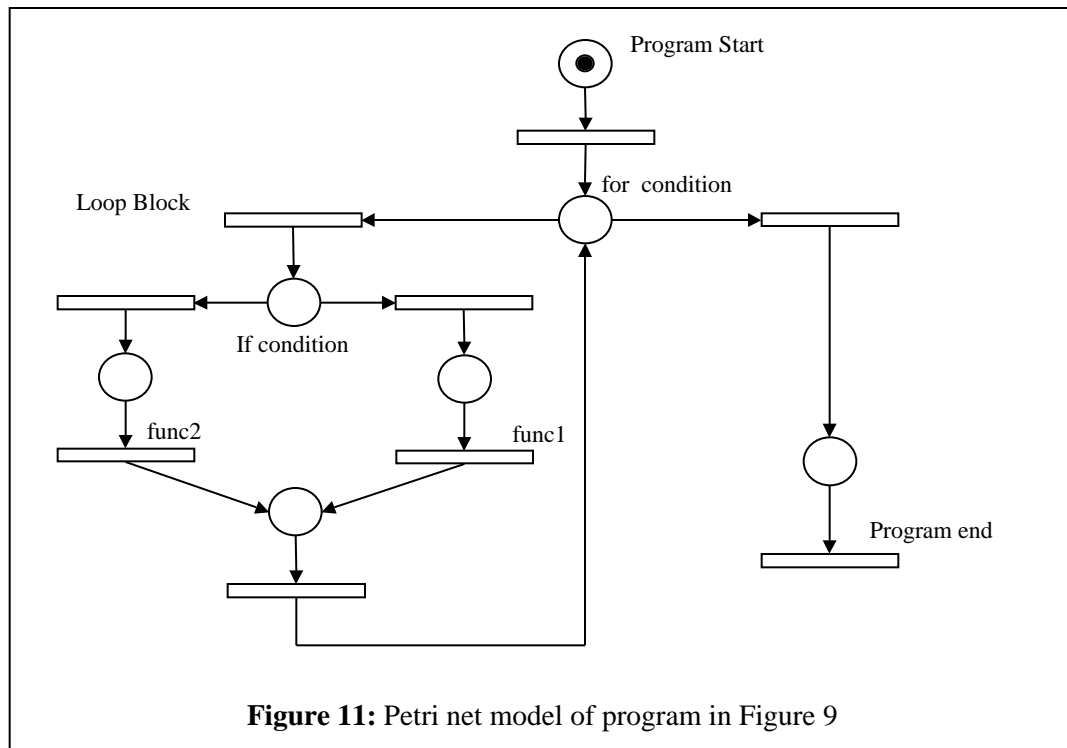 Program Start
for condition
Loop Block
If condition
func2
func1
Program end
Figure 11: Petri net model of program in Figure 9